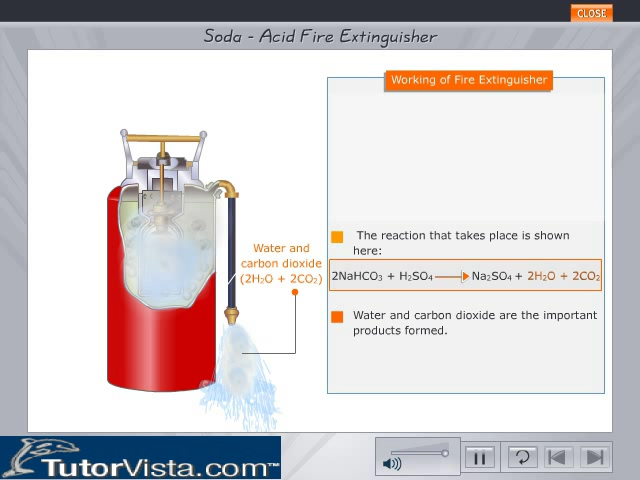 CLOSE
Soda - Acid Fire Extinguisher
Working of Fire Extinguisher
The reaction that takes place is shown
here:
2NaHCO₃ + H₂SO₄ → Na₂SO₄ + 2H₂O + 2CO₂
Water and carbon dioxide are the important
products formed.
Water and
carbon dioxide
(2H₂O + 2CO₂)
TutorVista.com™